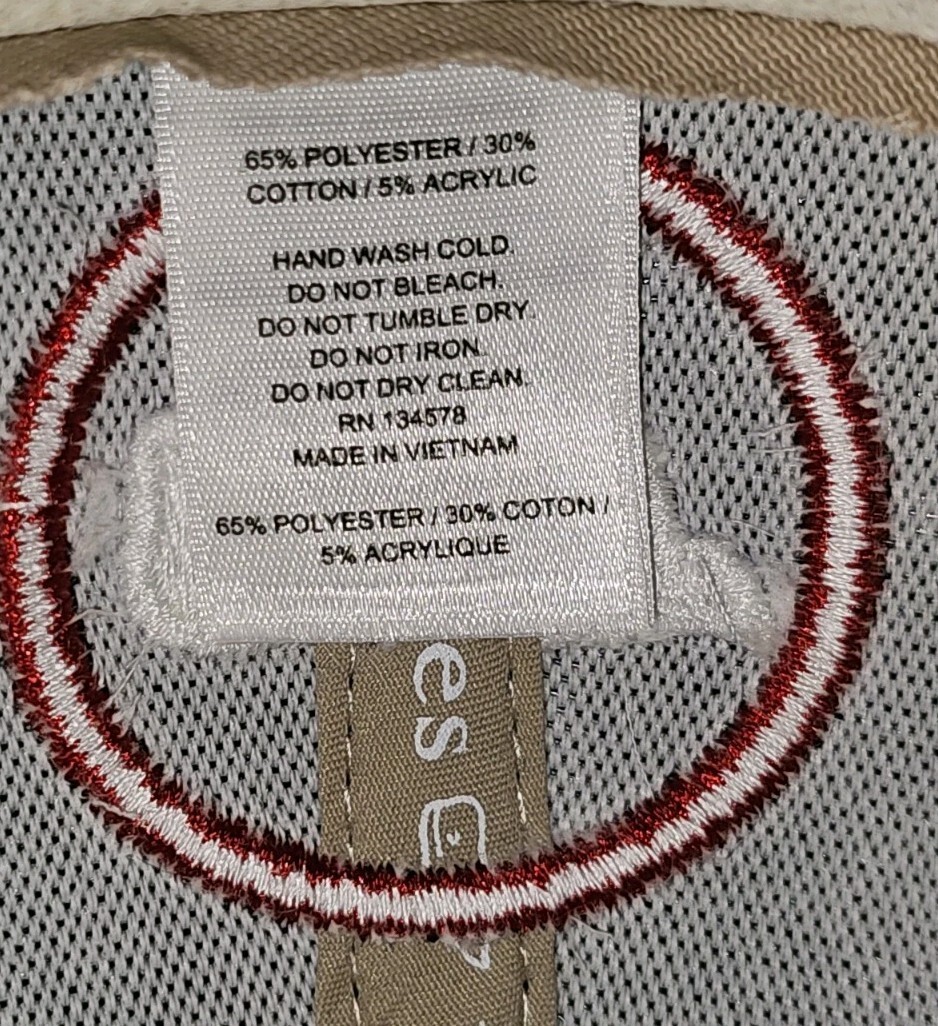 65% POLYESTER / 30%
COTTON / 5% ACRYLIC
HAND WASH COLD.
DO NOT BLEACH.
DO NOT TUMBLE DRY.
DO NOT IRON.
DO NOT DRY CLEAN.
RN 134578
MADE IN VIETNAM
65% POLYESTER / 30% COTON /
5% ACRYLIQUE
es E